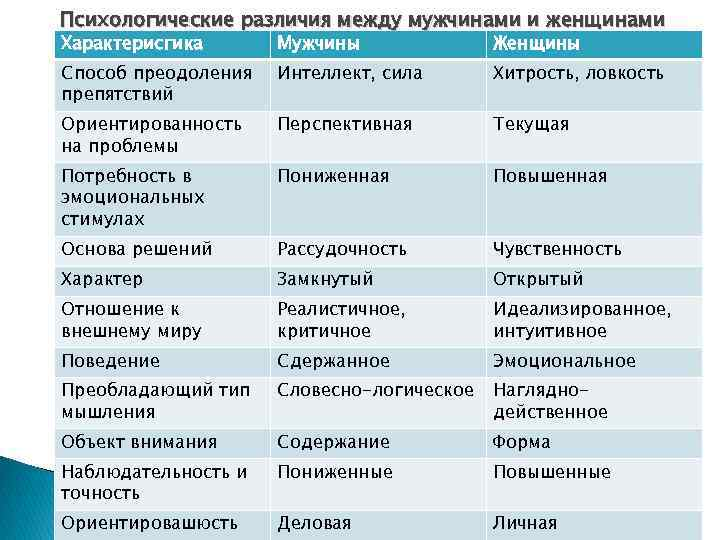 Психологические различия между мужчинами и женщинами
Характерисгика Мужчины Женщины
Способ преодоления Интеллект, сила Хитрость, ловкость
препятствий
Ориентированность Перспективная Текущая
на проблемы
Потребность в Пониженная Повышенная
эмоциональных
стимулах
Основа решений Рассудочность Чувственность
Характер Замкнутый Открытый
Отношение к Реалистичное, Идеализированное,
внешнему миру критичное интуитивное
Поведение Сдержанное Эмоциональное
Преобладающий тип Словесно-логическое Наглядно-
мышления действенное
Объект внимания Содержание Форма
Наблюдательность и Пониженные Повышенные
точность
Ориентировашюсть Деловая Личная